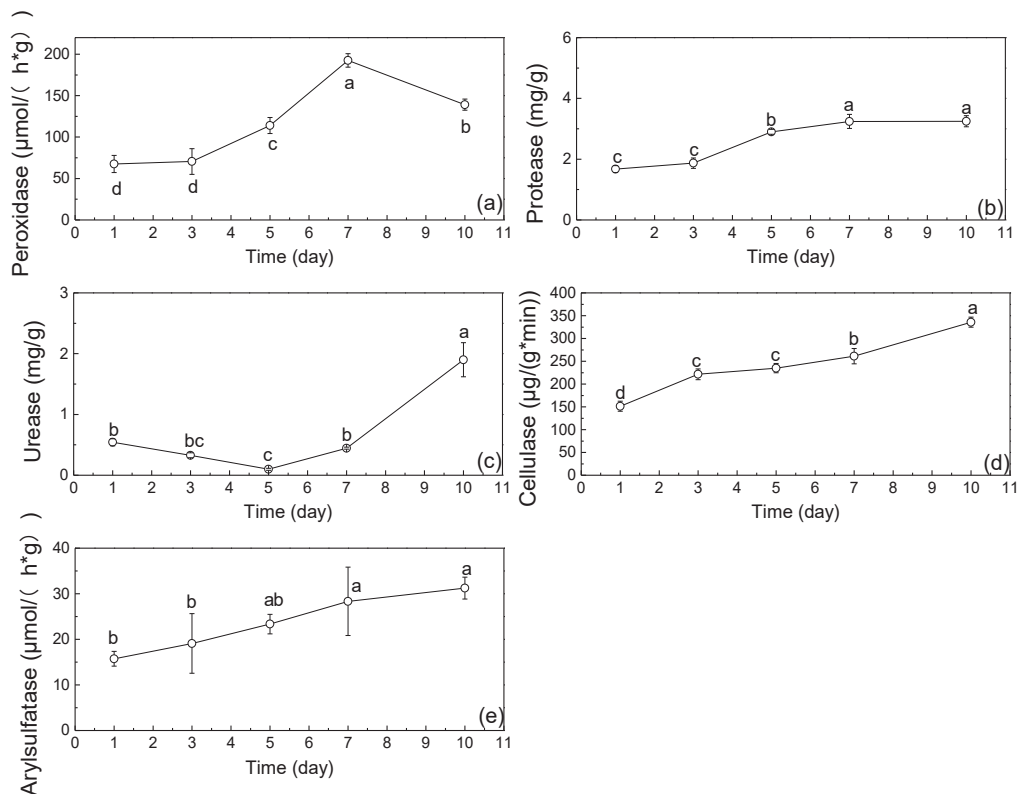 Peroxidase (μmol/( h*g))
200
150
100
50
0
a
b
c
d d
(a)
0 1 2 3 4 5 6 7 8 9 10 11
Time (day)
Protease (mg/g)
6
4
2
0
c c b a a
(b)
0 1 2 3 4 5 6 7 8 9 10 11
Time (day)
Urease (mg/g)
3
2
1
0
b bc c b a
(c)
0 1 2 3 4 5 6 7 8 9 10 11
Time (day)
Cellulase (μg/(g*min))
400
350
300
250
200
150
100
50
0
d c c b a
(d)
0 1 2 3 4 5 6 7 8 9 10 11
Time (day)
Arylsulfatase (μmol/( h*g))
40
30
20
10
0
b b ab a a
(e)
0 1 2 3 4 5 6 7 8 9 10 11
Time (day)